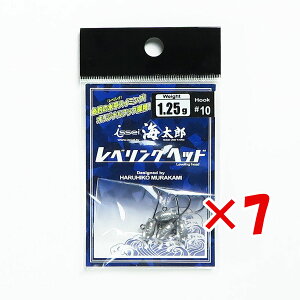 Weight
1.25g
Hook
#10
issei 海太郎
レベリングヘッド
Leveling head
Designed by
HARUHIKO MURAKAMI
×7